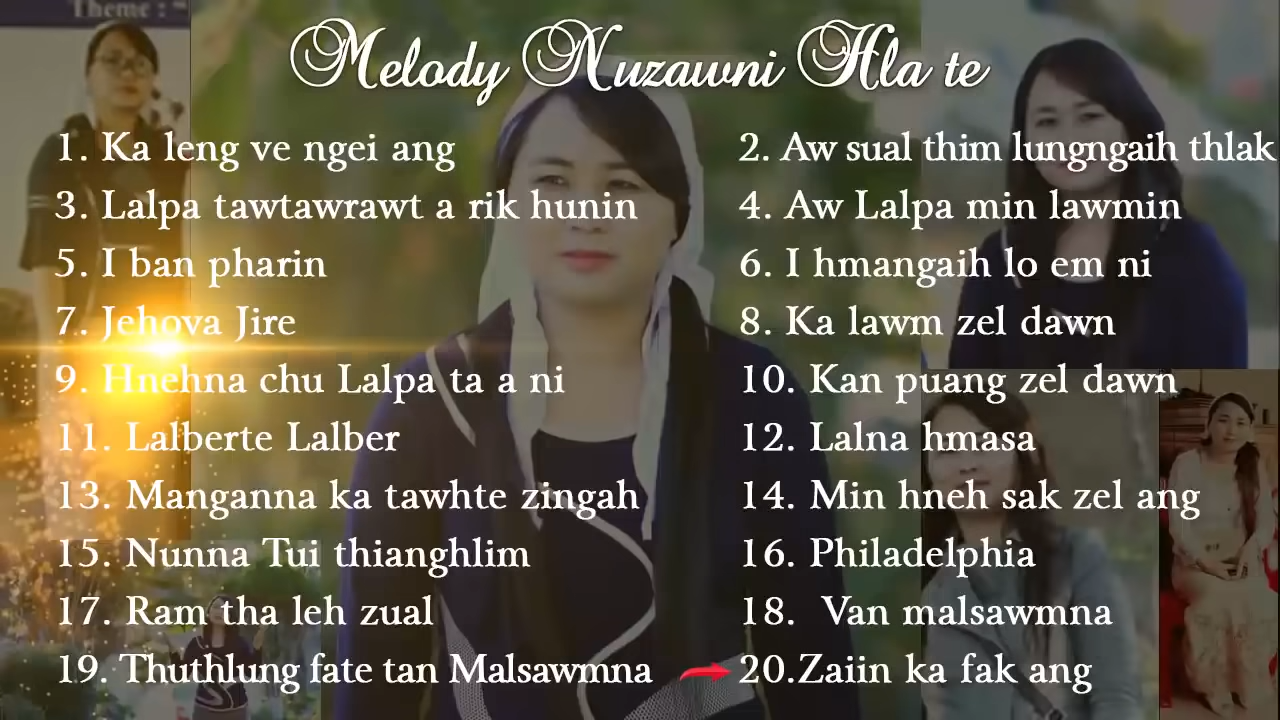 Theme :
Melody Nuzawni Hla te
1. Ka leng ve ngei ang
2. Aw sual thim lungngaih thlak
3. Lalpa tawtawrawt a rik hunin
4. Aw Lalpa min lawmin
5. I ban pharin
6. I hmangaih lo em ni
7. Jehova Jire
8. Ka lawm zel dawn
9. Hnehna chu Lalpa ta a ni
10. Kan puang zel dawn
11. Lalberte Lalber
12. Lalna hmasa
13. Manganna ka tawhte zingah
14. Min hneh sak zel ang
15. Nunna Tui thianghlim
16. Philadelphia
17. Ram tha leh zual
18. Van malsawmna
19. Thuthlung fate tan Malsawmna
20.Zaiin ka fak ang